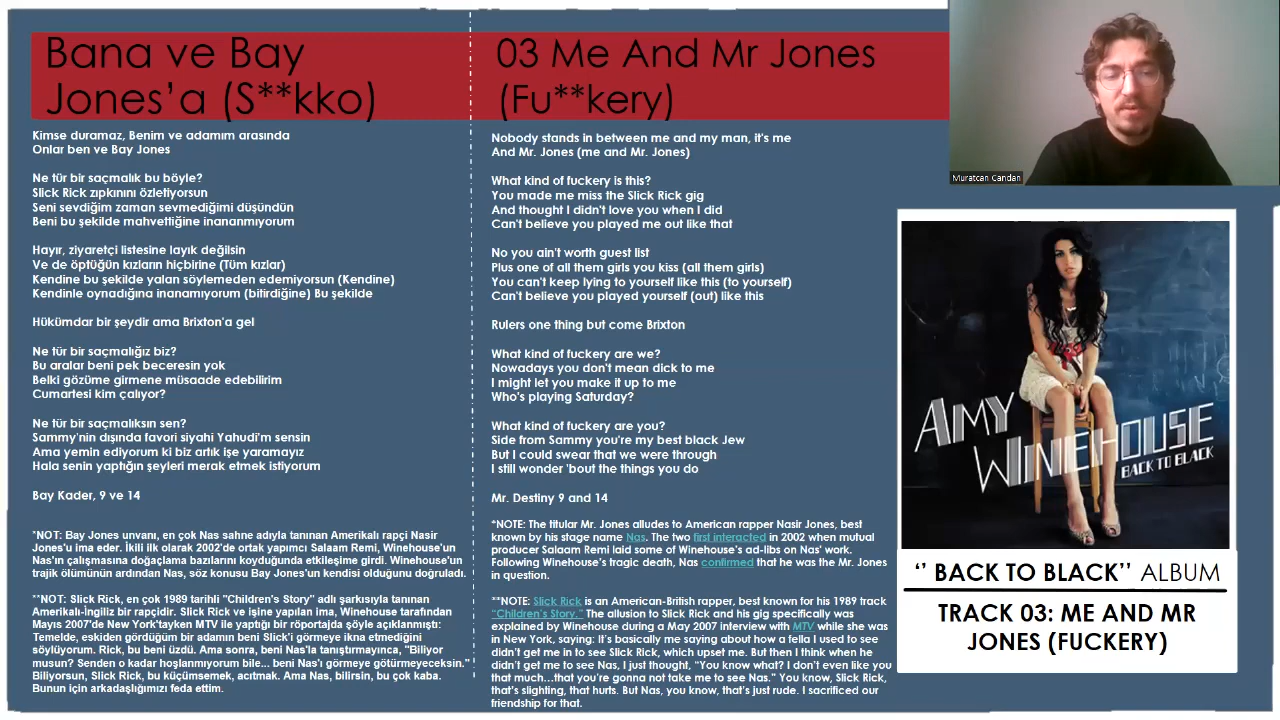 Bana ve Bay
Jones'a (S**kko)
Kimse duramaz, Benim ve adamım arasında
Onlar ben ve Bay Jones
Ne tür bir saçmalık bu böyle?
Slick Rick zıpkınını özletiyorsun
Seni sevdiğim zaman sevmediğimi düşündün
Beni bu şekilde mahvettiğine inananmıyorum
Hayır, ziyaretçi listesine layık değilsin
Ve de öptüğün kızların hiçbirine (Tüm kızlar)
Kendine bu şekilde yalan söylemeden edemiyorsun (Kendine)
Kendinle oynadığına inanamıyorum (bitirdiğine) Bu şekilde
Hükümdar bir şeydir ama Brixton'a gel
Ne tür bir saçmalığız biz?
Bu aralar beni pek beceresin yok
Belki gözüme girmene müsaade edebilirim
Cumartesi kim çalıyor?
Ne tür bir saçmalıksın sen?
Sammy'nin dışında favori siyahi Yahudi'm sensin
Ama yemin ediyorum ki biz artık işe yaramayız
Hala senin yaptığın şeyleri merak etmek istiyorum
Bay Kader, 9 ve 14
*NOT: Bay Jones unvanı, en çok Nas sahne adıyla tanınan Amerikalı rapçi Nasir
Jones'u ima eder. İkili ilk olarak 2002'de ortak yapımcı Salaam Remi, Winehouse'un
Nas'ın çalışmasına doğaçlama bazılarını koyduğunda etkileşime girdi. Winehouse'un
trajik ölümünün ardından Nas, söz konusu Bay Jones'un kendisi olduğunu doğruladı.
**NOT: Slick Rick, en çok 1989 tarihli "Children's Story" adlı şarkısıyla tanınan
Amerikalı-İngiliz bir rapçidir. Slick Rick ve işine yapılan ima, Winehouse tarafından
Mayıs 2007'de New York'tayken MTV ile yaptığı bir röportajda şöyle açıklanmıştı:
Temelde, eskiden gördüğüm bir adamın beni Slick'i görmeye ikna etmediğini
söylüyorum. Rick, bu beni üzdü. Ama sonra, beni Nas'la tanıştırmayınca, "Biliyor
musun? Senden o kadar hoşlanmıyorum bile... beni Nas'ı görmeye götürmeyeceksin."
Biliyorsun, Slick Rick, bu küçümsemek, acıtmak. Ama Nas, bilirsin, bu çok kaba.
Bunun için arkadaşlığımızı feda ettim.
03 Me And Mr Jones
(Fu**kery)
Nobody stands in between me and my man, it's me
And Mr. Jones (me and Mr. Jones)
What kind of fuckery is this?
You made me miss the Slick Rick gig
And thought I didn't love you when I did
Can't believe you played me out like that
No you ain't worth guest list
Plus one of all them girls you kiss (all them girls)
You can't keep lying to yourself like this (to yourself)
Can't believe you played yourself (out) like this
Rulers one thing but come Brixton
What kind of fuckery are we?
Nowadays you don't mean dick to me
I might let you make it up to me
Who's playing Saturday?
What kind of fuckery are you?
Side from Sammy you're my best black Jew
But I could swear that we were through
I still wonder 'bout the things you do
Mr. Destiny 9 and 14
*NOTE: The titular Mr. Jones alludes to American rapper Nasir Jones, best
known by his stage name Nas. The two first interacted in 2002 when mutual
producer Salaam Remi laid some of Winehouse's ad-libs on Nas' work.
Following Winehouse's tragic death, Nas confirmed that he was the Mr. Jones
in question.
**NOTE: Slick Rick is an American-British rapper, best known for his 1989 track
"Children's Story." The allusion to Slick Rick and his gig specifically was
explained by Winehouse during a May 2007 interview with MTV while she was
in New York, saying: It's basically me saying about how a fella I used to see
didn't get me in to see Slick Rick, which upset me. But then I think when he
didn't get me to see Nas, I just thought, "You know what? I don't even like you
that much...that you're gonna not take me to see Nas." You know, Slick Rick,
that's slighting, that hurts. But Nas, you know, that's just rude. I sacrificed our
friendship for that.
Muratcan Candan
AMY
WINEHOUSE
BACK TO BLACK
‘’ BACK TO BLACK’’ ALBUM
TRACK 03: ME AND MR
JONES (FUCKERY)